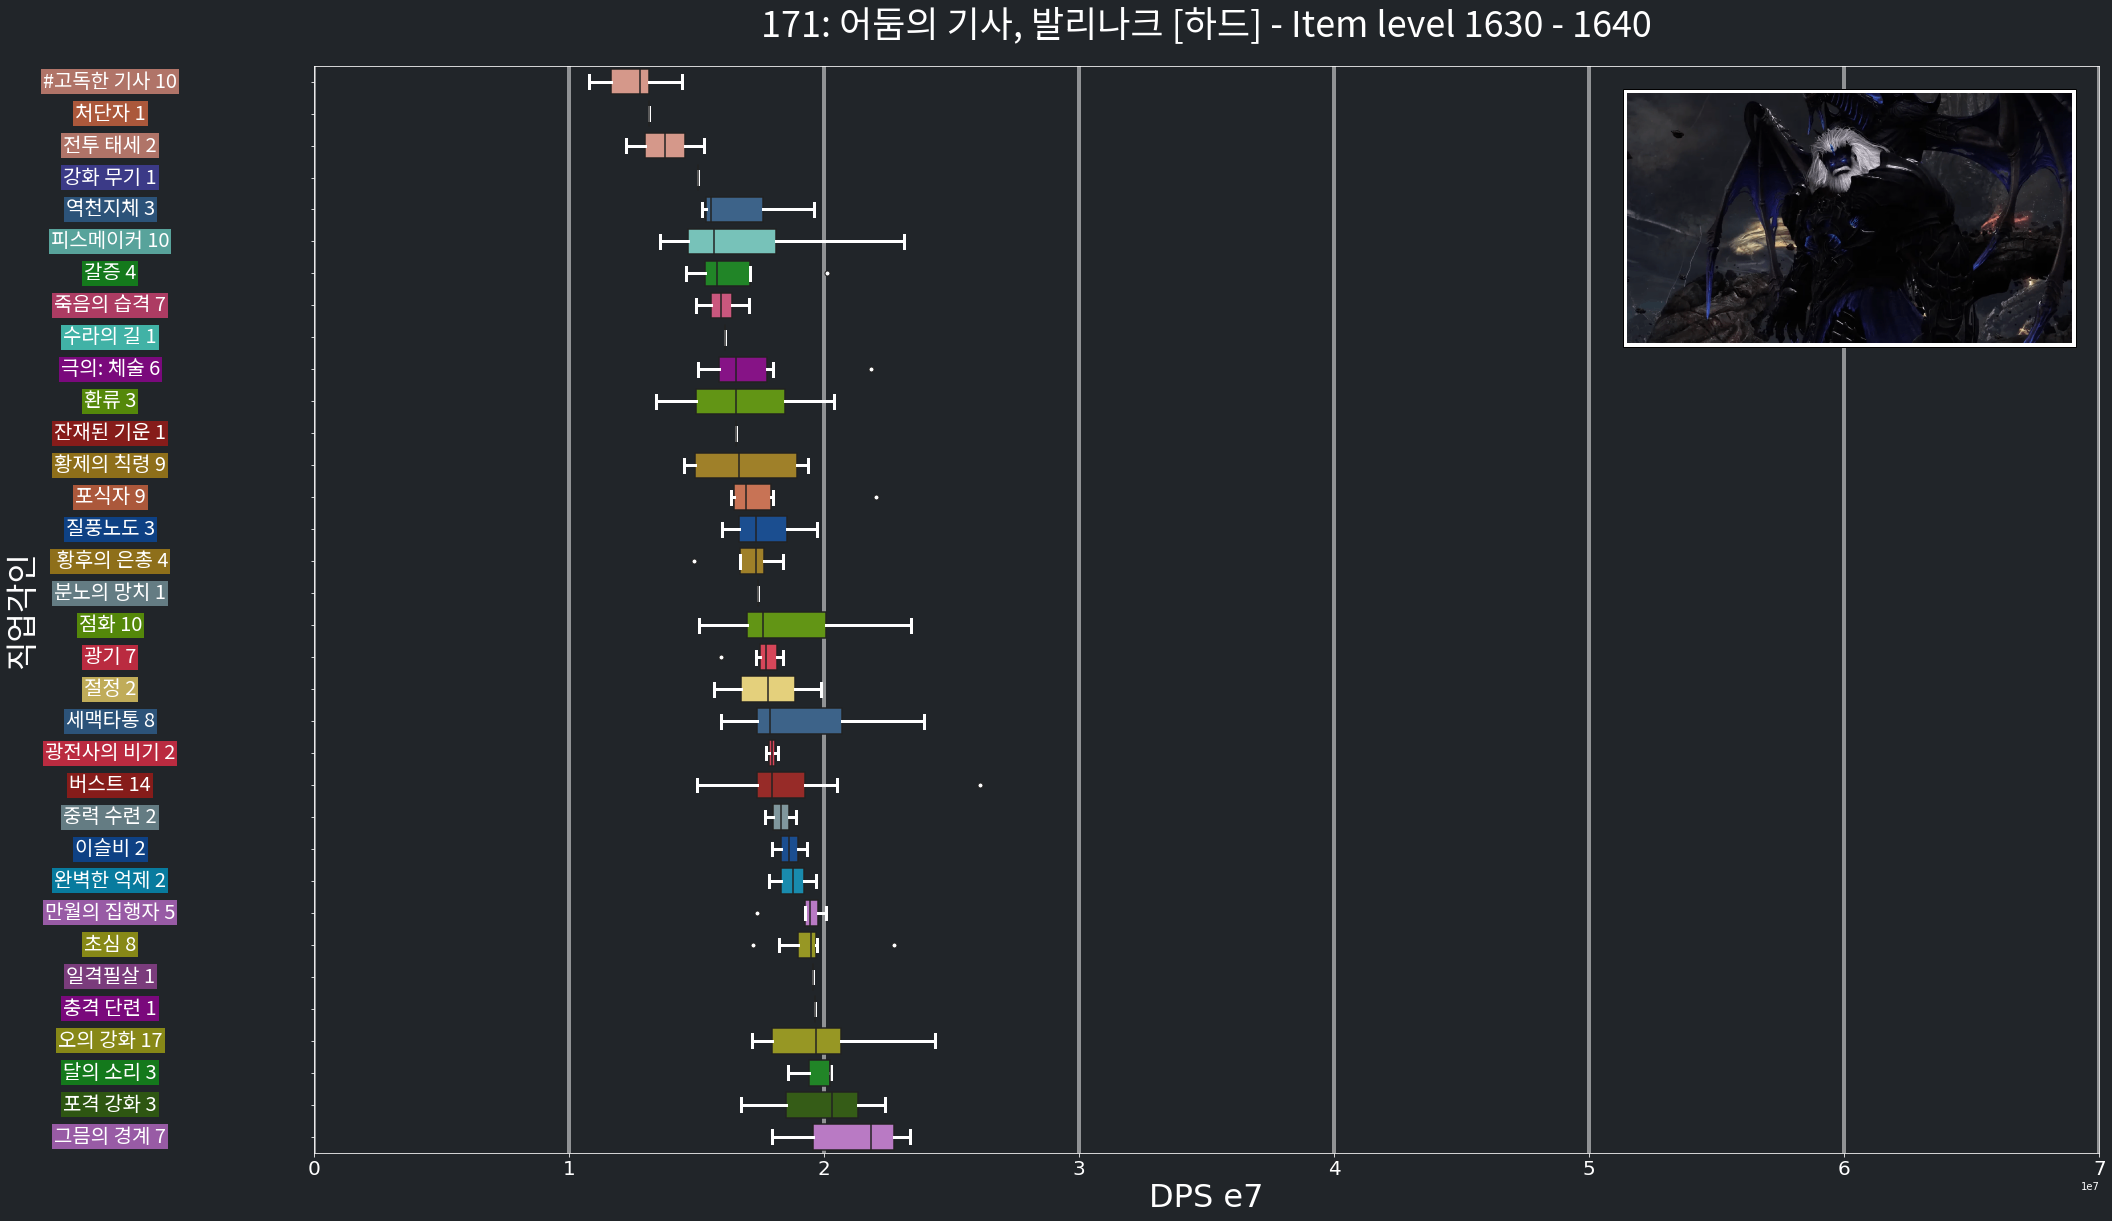 171: 어둠의 기사, 발리나크 [하드] - Item level 1630 - 1640
#고독한 기사 10
처단자 1
전투 태세 2
강화 무기 1
역천지체 3
피스메이커 10
갈증 4
죽음의 습격 7
수라의 길 1
극의: 체술 6
환류 3
잔재된 기운 1
황제의 칙령 9
포식자 9
질풍노도 3
황후의 은총 4
분노의 망치 1
점화 10
광기 7
절정 2
세맥타통 8
광전사의 비기 2
버스트 14
중력 수련 2
이슬비 2
완벽한 억제 2
만월의 집행자 5
초심 8
일격필살 1
충격 단련 1
오의 강화 17
달의 소리 3
포격 강화 3
그믐의 경계 7
직업각인
0 1 2 3 4 5 6 7
1e7
DPS e7